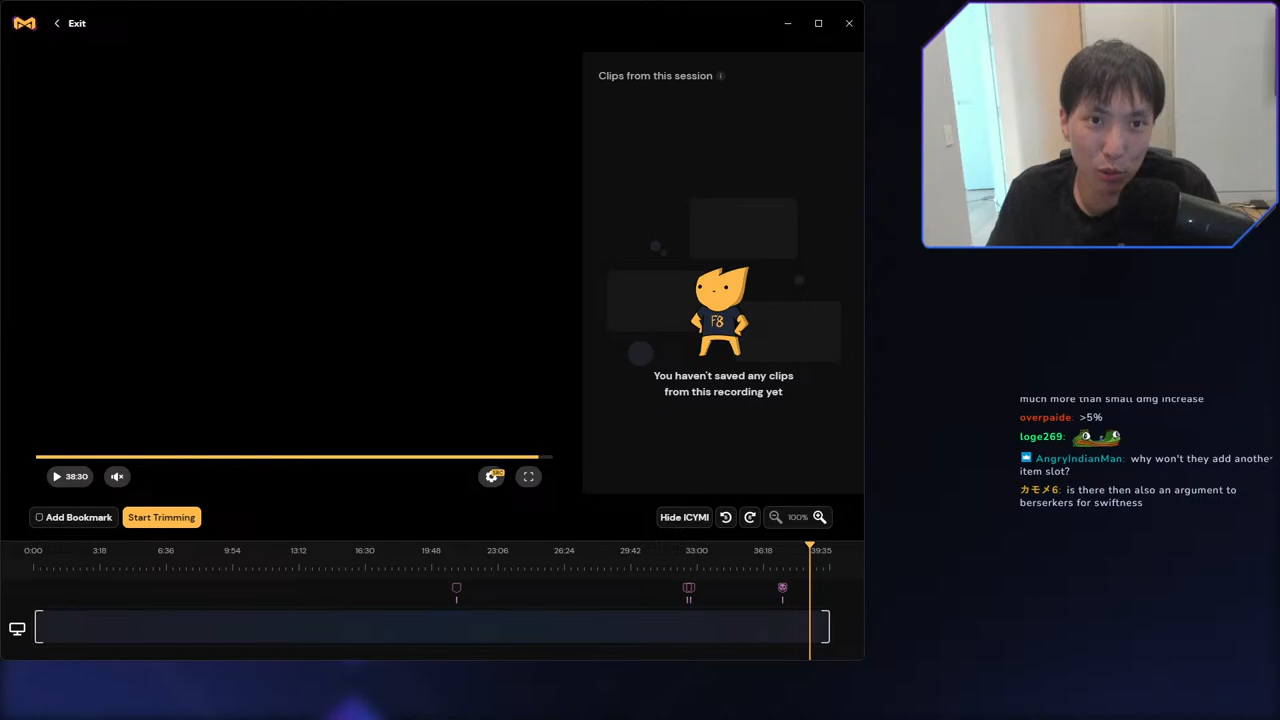 Exit
Clips from this session
F8
You haven't saved any clips
from this recording yet
38:30
SRC
Add Bookmark
Start Trimming
Hide ICYMI
100%
0:00 3:18 6:36 9:54 13:12 16:30 19:48 23:06 26:24 29:42 33:00 36:18 39:35
much more than small dmg increase
overpaide: >5%
loge269:
AngryIndianMan: why won't they add another
item slot?
カモメ6: is there then also an argument to
berserkers for swiftness